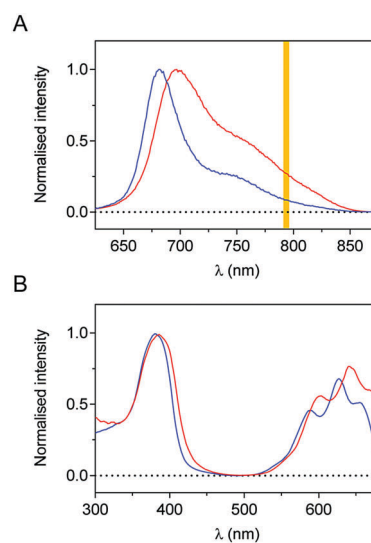 A
Normalised intensity
1.0
0.5
0.0
650 700 750 800 850
λ (nm)
B
Normalised intensity
1.0
0.5
0.0
300 400 500 600
λ (nm)